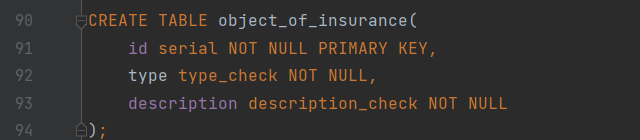 90 CREATE TABLE object_of_insurance(
91 id serial NOT NULL PRIMARY KEY,
92 type type_check NOT NULL,
93 description description_check NOT NULL
94 );